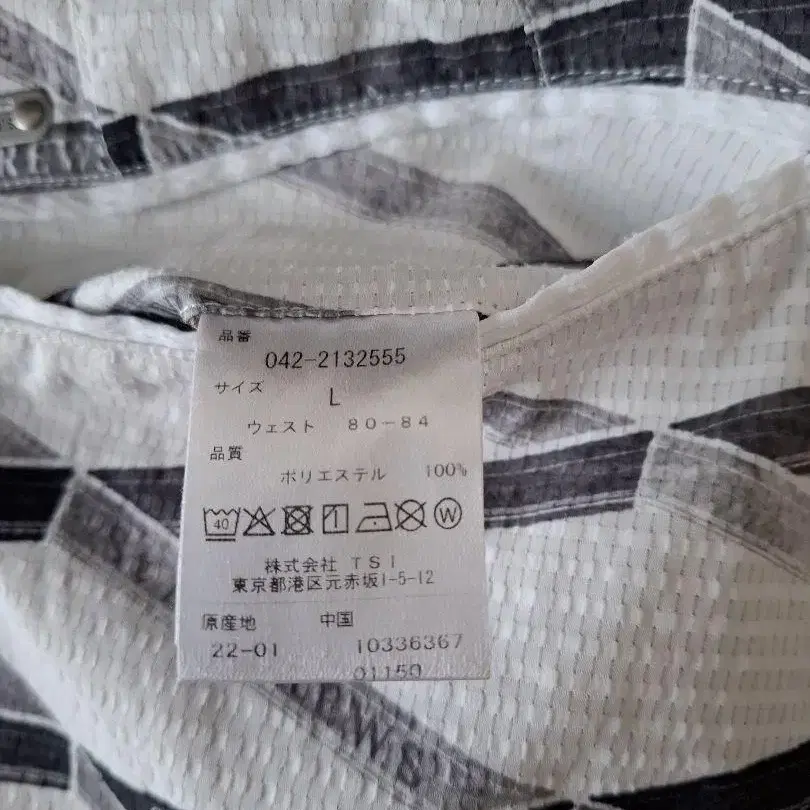 品番
042-2132555
サイズ
L
ウェスト 80-84
品質
ポリエステル 100%
40
W
株式会社 TSI
東京都港区元赤坂1-5-12
原産地 中国
22-01 10336367
01150